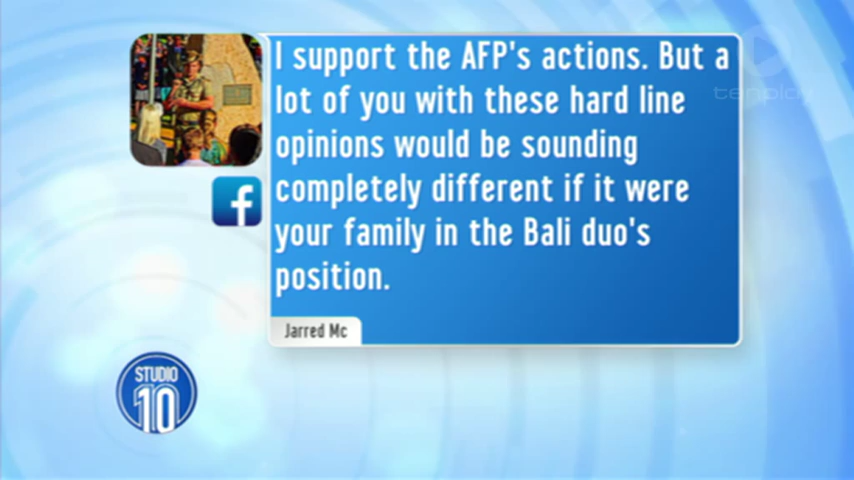 I support the AFP's actions. But a
lot of you with these hard line
opinions would be sounding
completely different if it were
your family in the Bali duo's
position.
Jarred Mc
tenplay
f
STUDIO
10